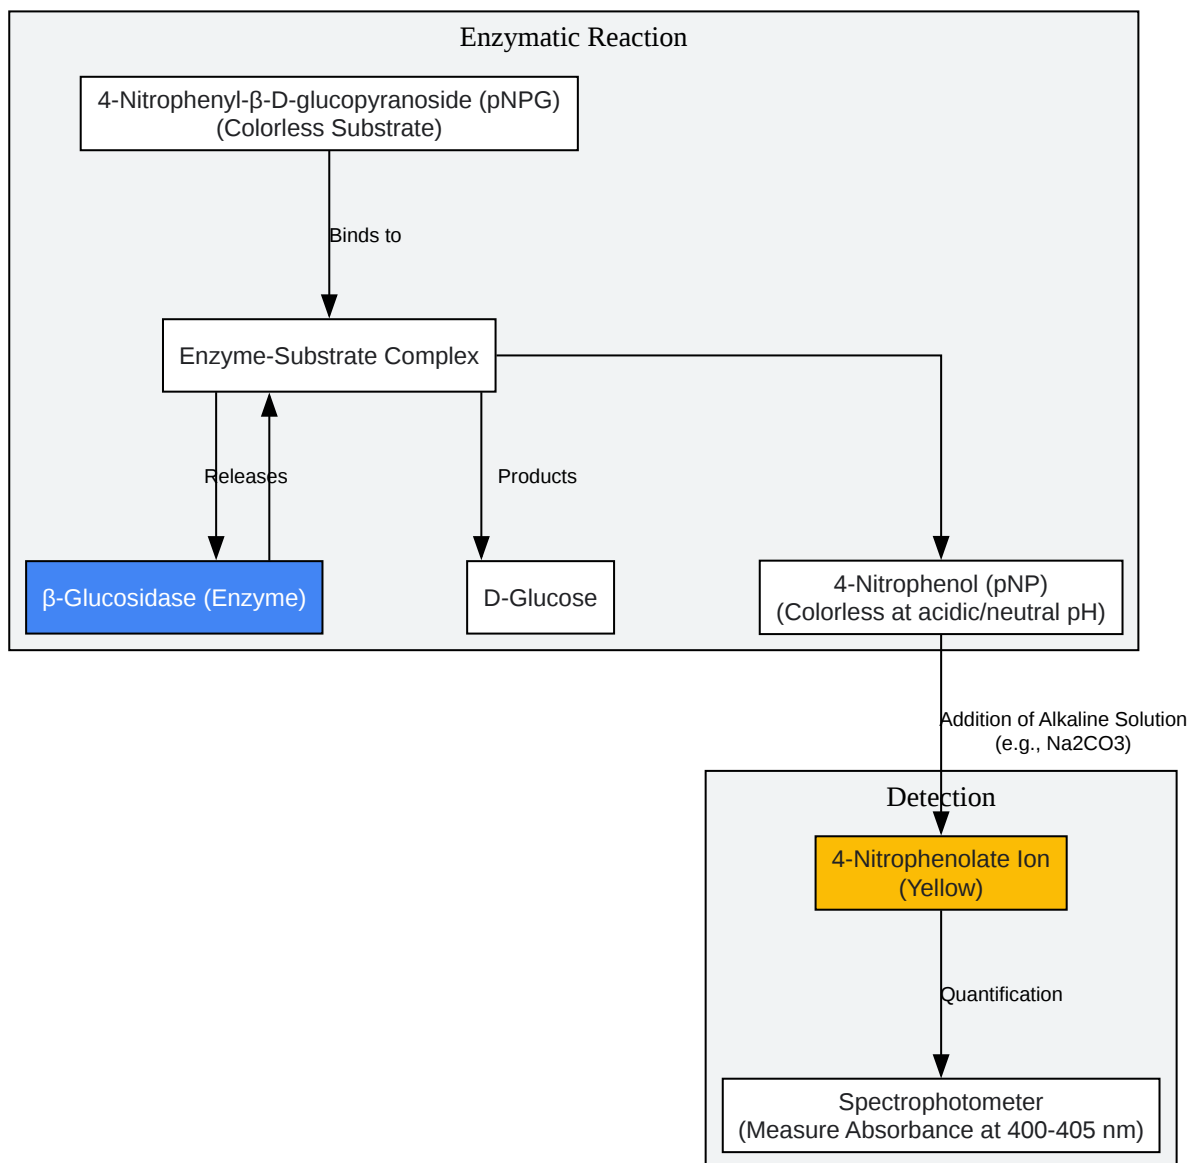 Enzymatic Reaction
4-Nitrophenyl-β-D-glucopyranoside (pNPG)
(Colorless Substrate)
Binds to
Enzyme-Substrate Complex
Releases
Products
β-Glucosidase (Enzyme)
D-Glucose
4-Nitrophenol (pNP)
(Colorless at acidic/neutral pH)
Addition of Alkaline Solution
(e.g., Na2CO3)
Detection
4-Nitrophenolate Ion
(Yellow)
Quantification
Spectrophotometer
(Measure Absorbance at 400-405 nm)